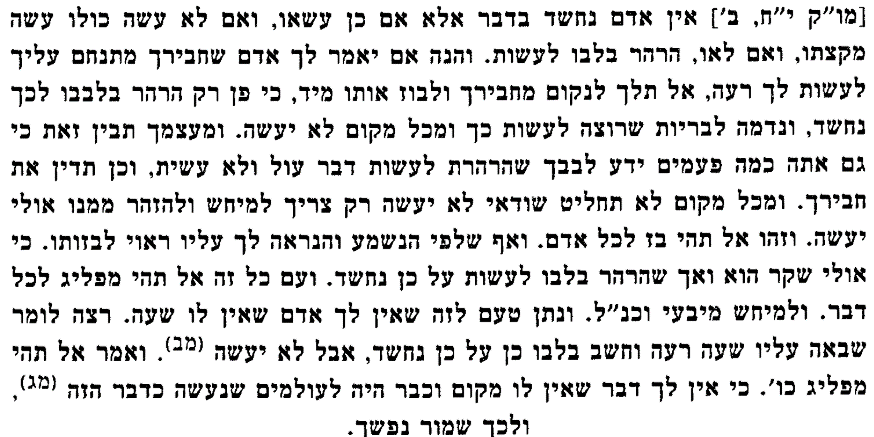 [מו״ק י״ח, ב׳] אין אדם נחשד בדבר אלא אם כן עשאו, ואם לא עשה כולו עשה
מקצתו, ואם לאו, הרהר בלבו לעשות. והנה אם יאמר לך אדם שחבירך מתנחם עליך
לעשות לך רעה, אל תלך לנקום מחבירך ולבוז אותו מיד, כי פן רק הרהר בלבבו לכך
נחשד, ונדמה לבריות שרוצה לעשות כך ומכל מקום לא יעשה. ומעצמך תבין זאת כי
גם אתה כמה פעמים ידע לבבך שהרהרת לעשות דבר עול ולא עשית, וכן תדין את
חבירך. ומכל מקום לא תחליט שודאי לא יעשה רק צריך למיחש ולהזהר ממנו אולי
יעשה. וזהו אל תהי בז לכל אדם. ואף שלפי הנשמע והנראה לך עליו ראוי לבזותו. כי
אולי שקר הוא ואך שהרהר בלבו לעשות על כן נחשד. ועם כל זה אל תהי מפליג לכל
דבר. ולמיחש מיבעי וכנ״ל. ונתן טעם לזה שאין לך אדם שאין לו שעה. רצה לומר
שבאה עליו שעה רעה וחשב בלבו כן על כן נחשד, אבל לא יעשה (מב). ואמר אל תהי
מפליג כו׳. כי אין לך דבר שאין לו מקום וכבר היה לעולמים שנעשה כדבר הזה (מג),
ולכך שמור נפשך.